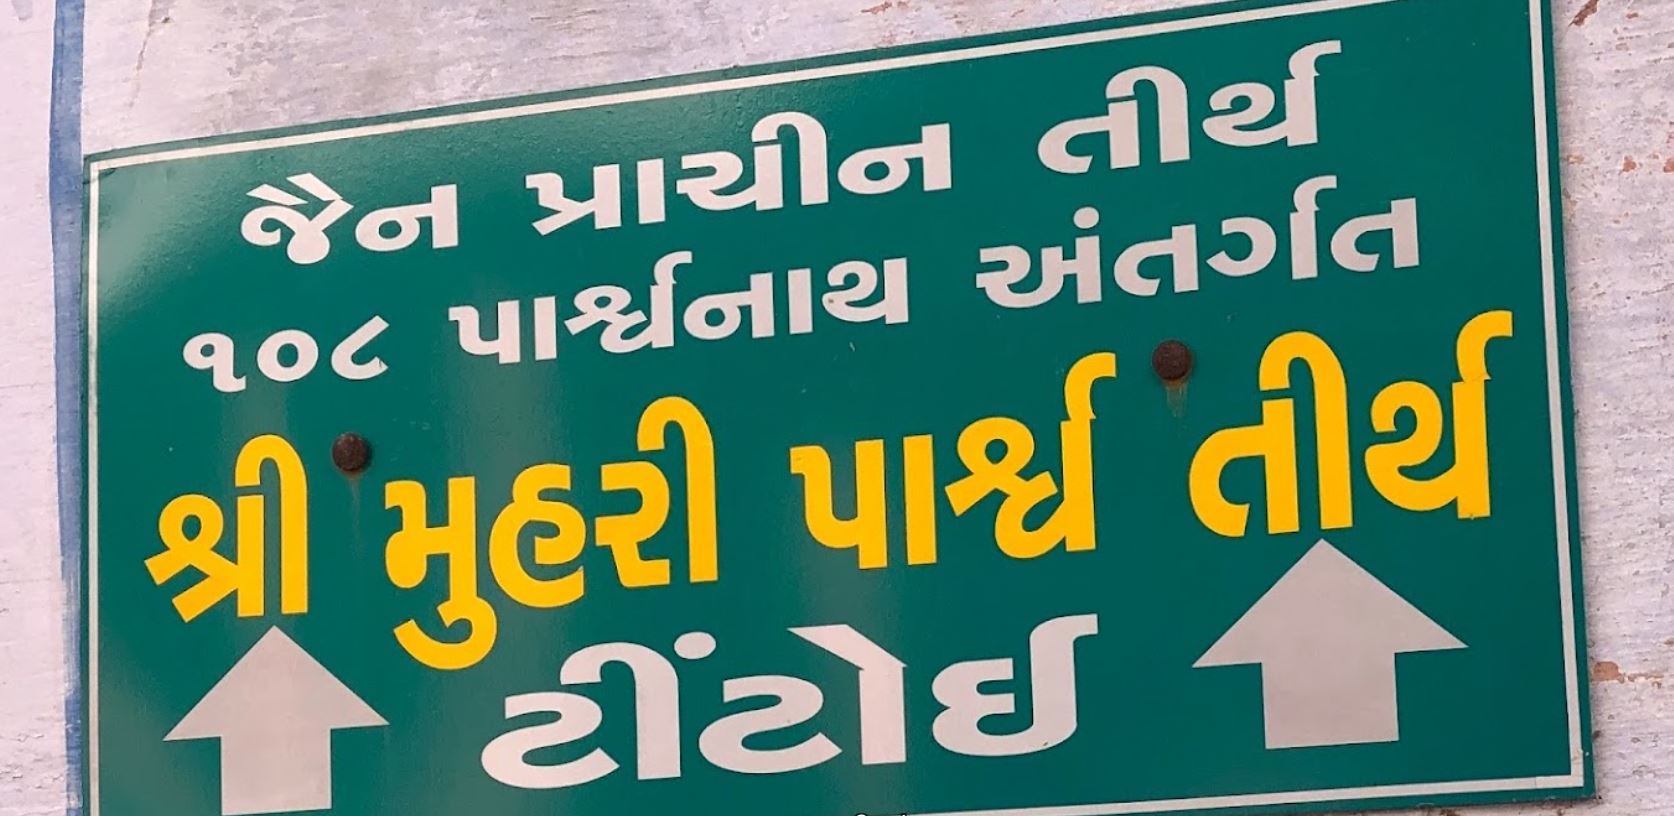 જૈન પ્રાચીન તીર્થ
૧૦૮ પાર્શ્વનાથ અંતર્ગત
શ્રી મુહરી પાર્શ્વ તીર્થ
ટીંટોઈ